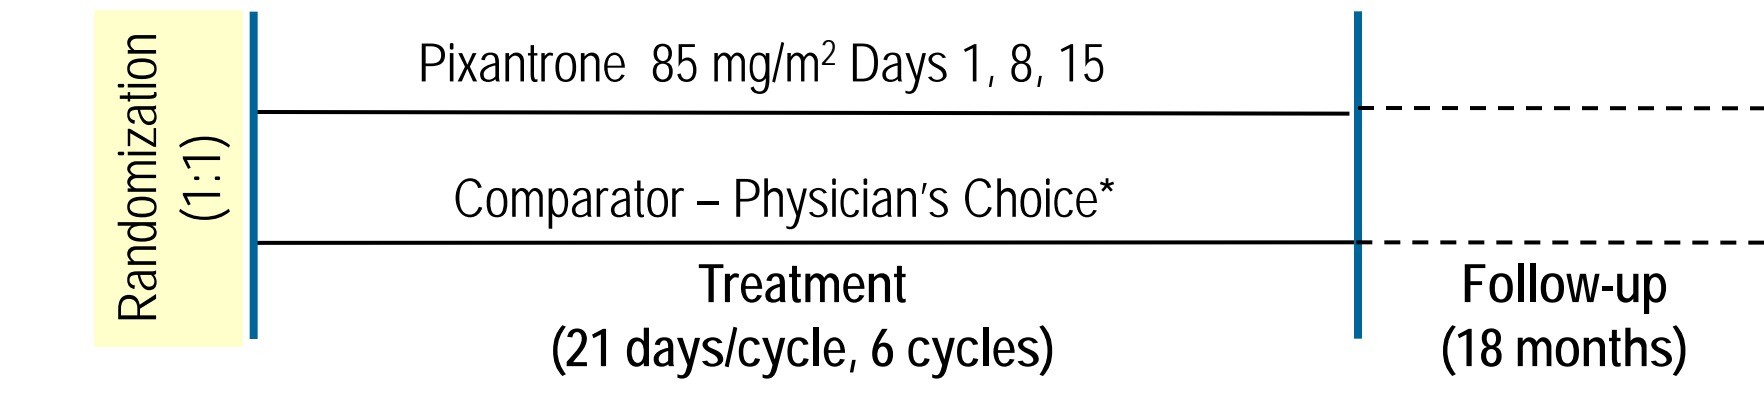 Randomization
(1:1)
Pixantrone 85 mg/m² Days 1, 8, 15
Comparator – Physician's Choice*
Treatment
(21 days/cycle, 6 cycles)
Follow-up
(18 months)